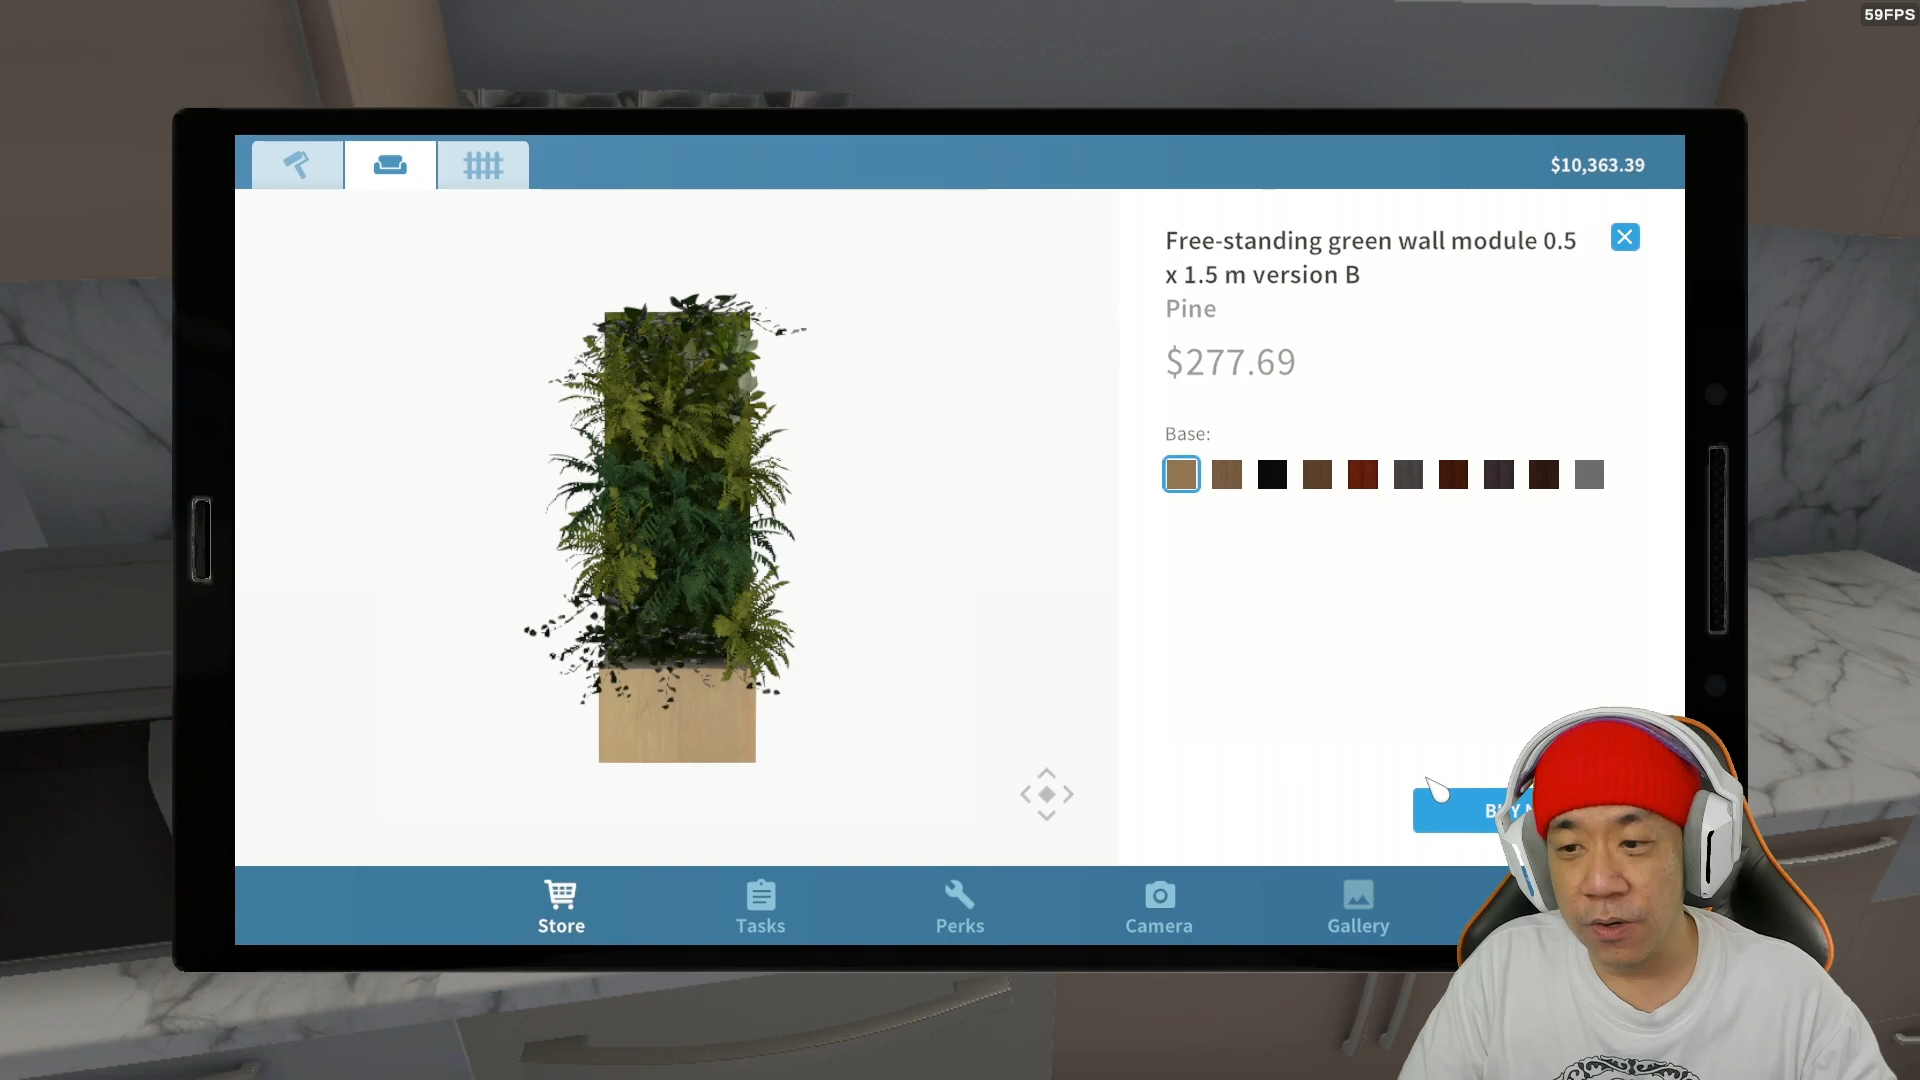 59FPS
$10,363.39
Free-standing green wall module 0.5
x 1.5 m version B
Pine
$277.69
Base:
Store
Tasks
Perks
Camera
Gallery